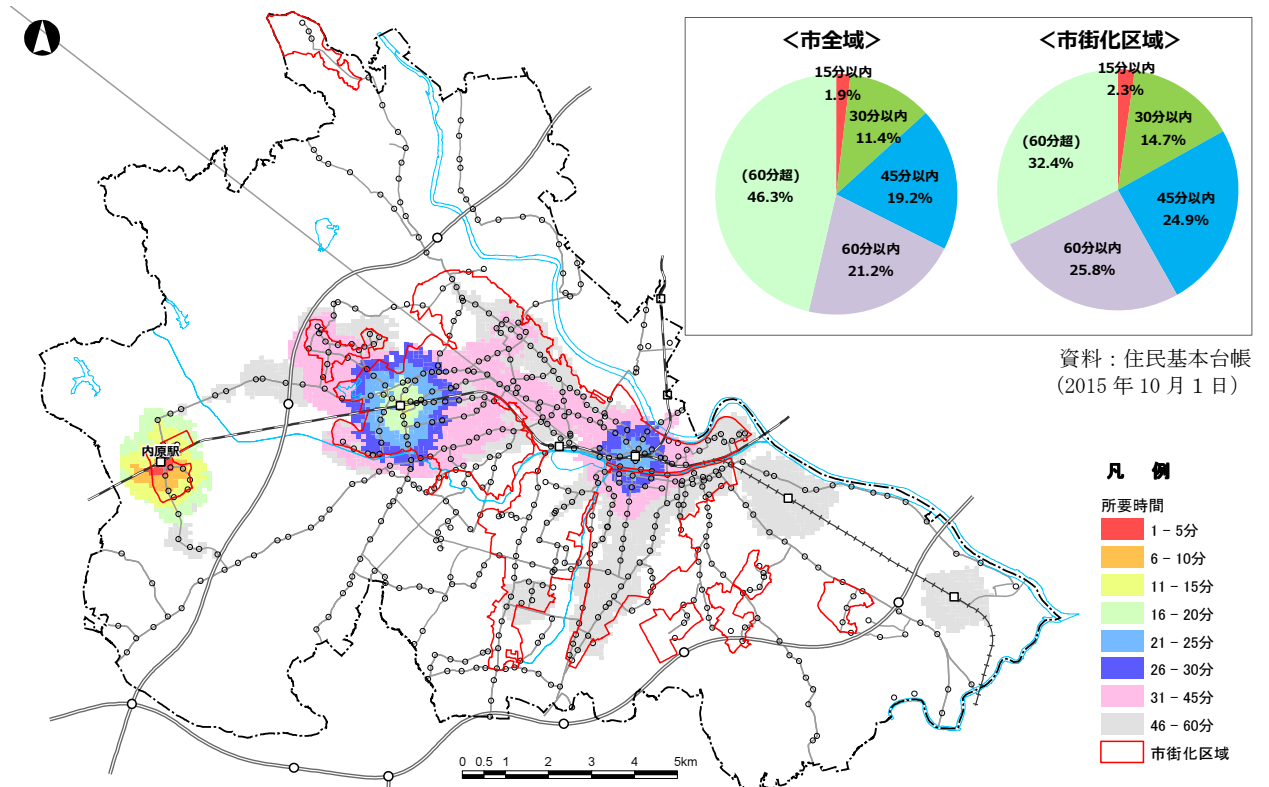 <市全域>
15分以内
1.9%
30分以内
11.4%
45分以内
19.2%
60分以内
21.2%
(60分超)
46.3%
<市街化区域>
15分以内
2.3%
30分以内
14.7%
45分以内
24.9%
60分以内
25.8%
(60分超)
32.4%
資料：住民基本台帳
（2015年10月１日）
内原駅
凡 例
所要時間
1 - 5分
6 - 10分
11 - 15分
16 - 20分
21 - 25分
26 - 30分
31 - 45分
46 - 60分
市街化区域
0 0.5 1 2 3 4 5km